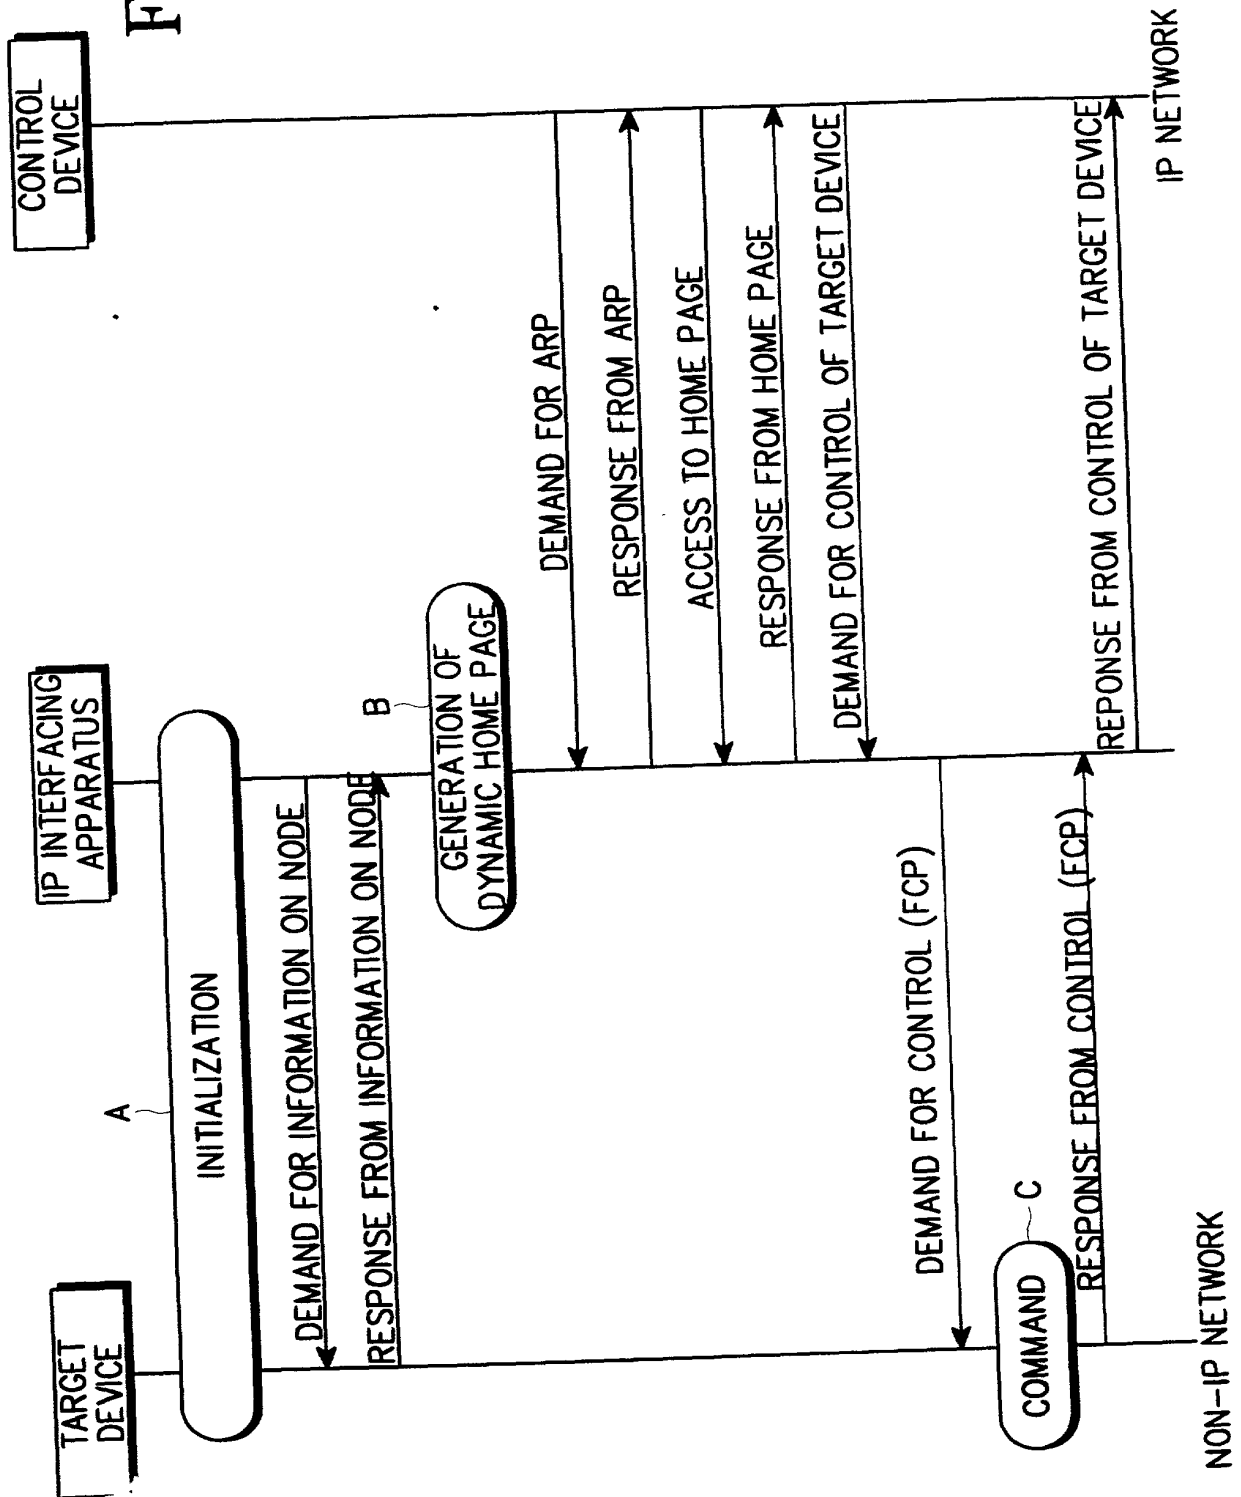 F
TARGET
DEVICE
IP INTERFACING
APPARATUS
CONTROL
DEVICE
A
INITIALIZATION
DEMAND FOR INFORMATION ON NODE
RESPONSE FROM INFORMATION ON NODE
B
GENERATION OF
DYNAMIC HOME PAGE
DEMAND FOR ARP
RESPONSE FROM ARP
ACCESS TO HOME PAGE
RESPONSE FROM HOME PAGE
DEMAND FOR CONTROL OF TARGET DEVICE
DEMAND FOR CONTROL (FCP)
COMMAND
C
RESPONSE FROM CONTROL (FCP)
REPONSE FROM CONTROL OF TARGET DEVICE
NON-IP NETWORK
IP NETWORK